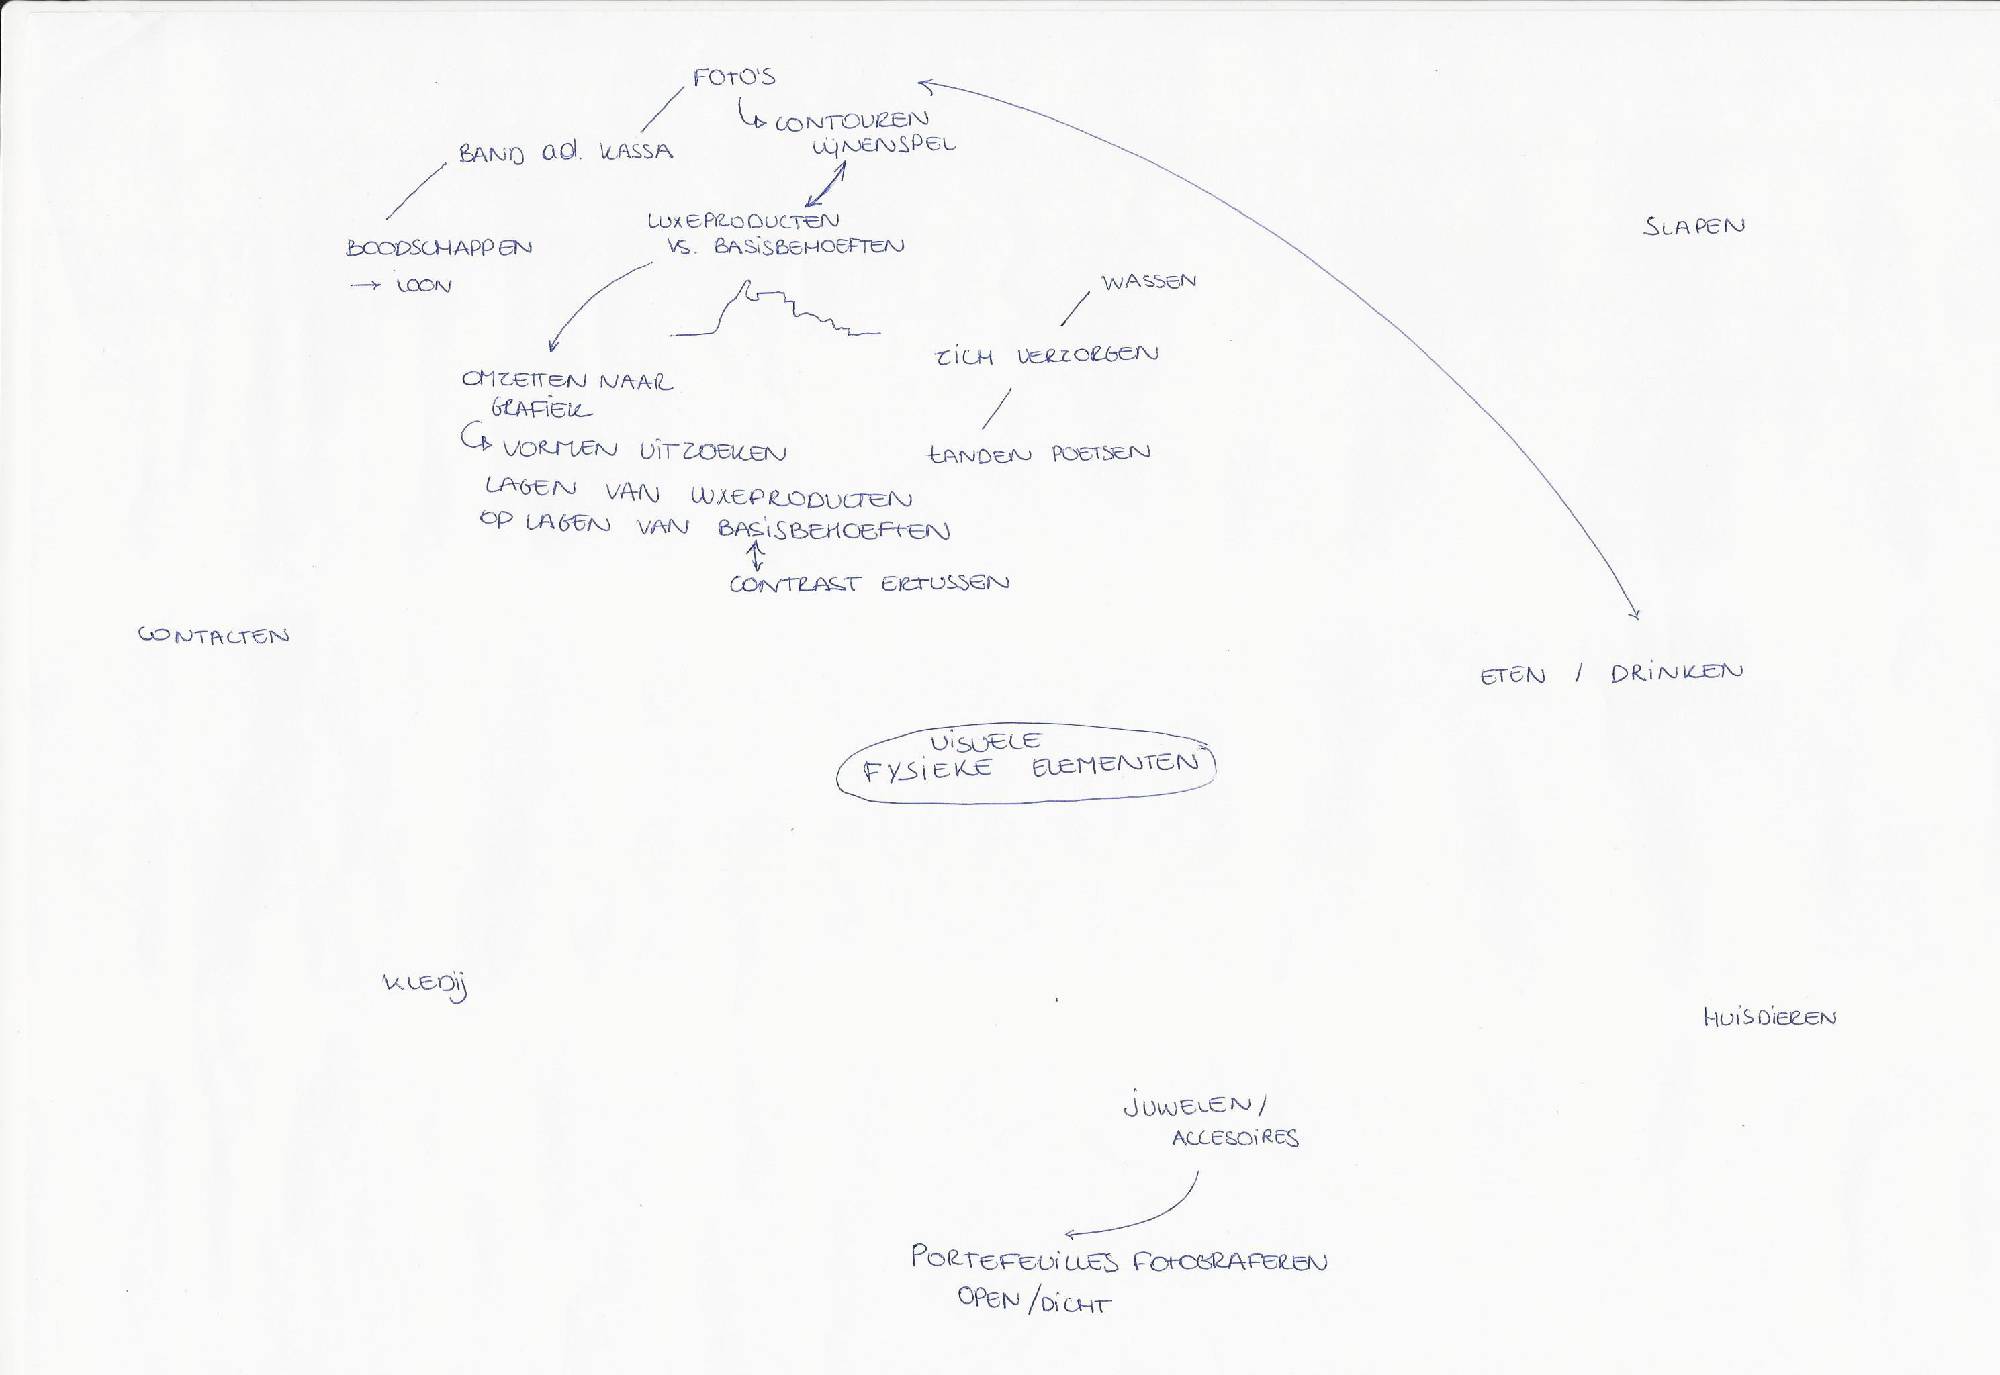 FOTO'S
CONTOUREN
LIJNENSPEL
BAND ad. KASSA
BOODSCHAPPEN
→ LOON
LUXEPRODUCTEN
VS. BASISBEHOEFTEN
OMZETTEN NAAR
GRAFIEK
VORMEN UITZOEKEN
LAGEN VAN LUXEPRODUCTEN
OP LAGEN VAN BASISBEHOEFTEN
CONTRAST ERTUSSEN
WASSEN
ZICH VERZORGEN
TANDEN POETSEN
SLAPEN
CONTACTEN
ETEN / DRINKEN
VISUELE
FYSIEKE ELEMENTEN
KLEDIJ
HUISDIEREN
JUWELEN /
ACCESOIRES
PORTEFEUILLES FOTOGRAFEREN
OPEN / DICHT